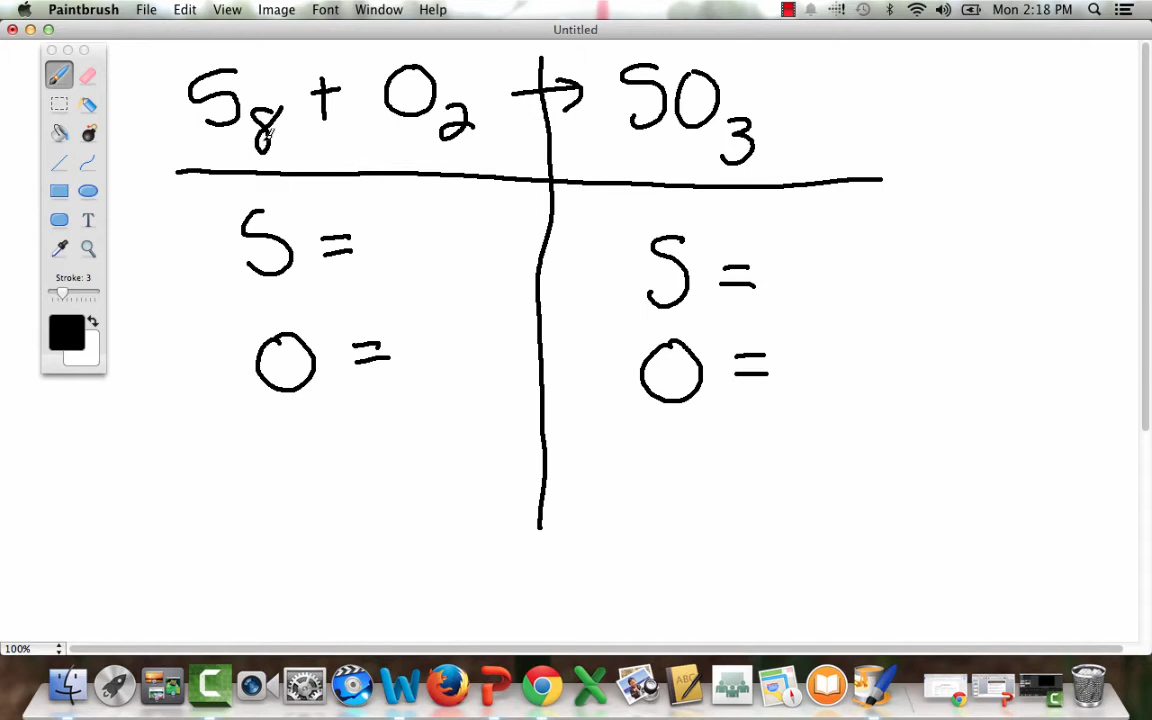 Paintbrush File Edit View Image Font Window Help Mon 2:18 PM
Untitled
S8 + O2 → SO3
S = S =
O = O =
T
Stroke: 3
100%